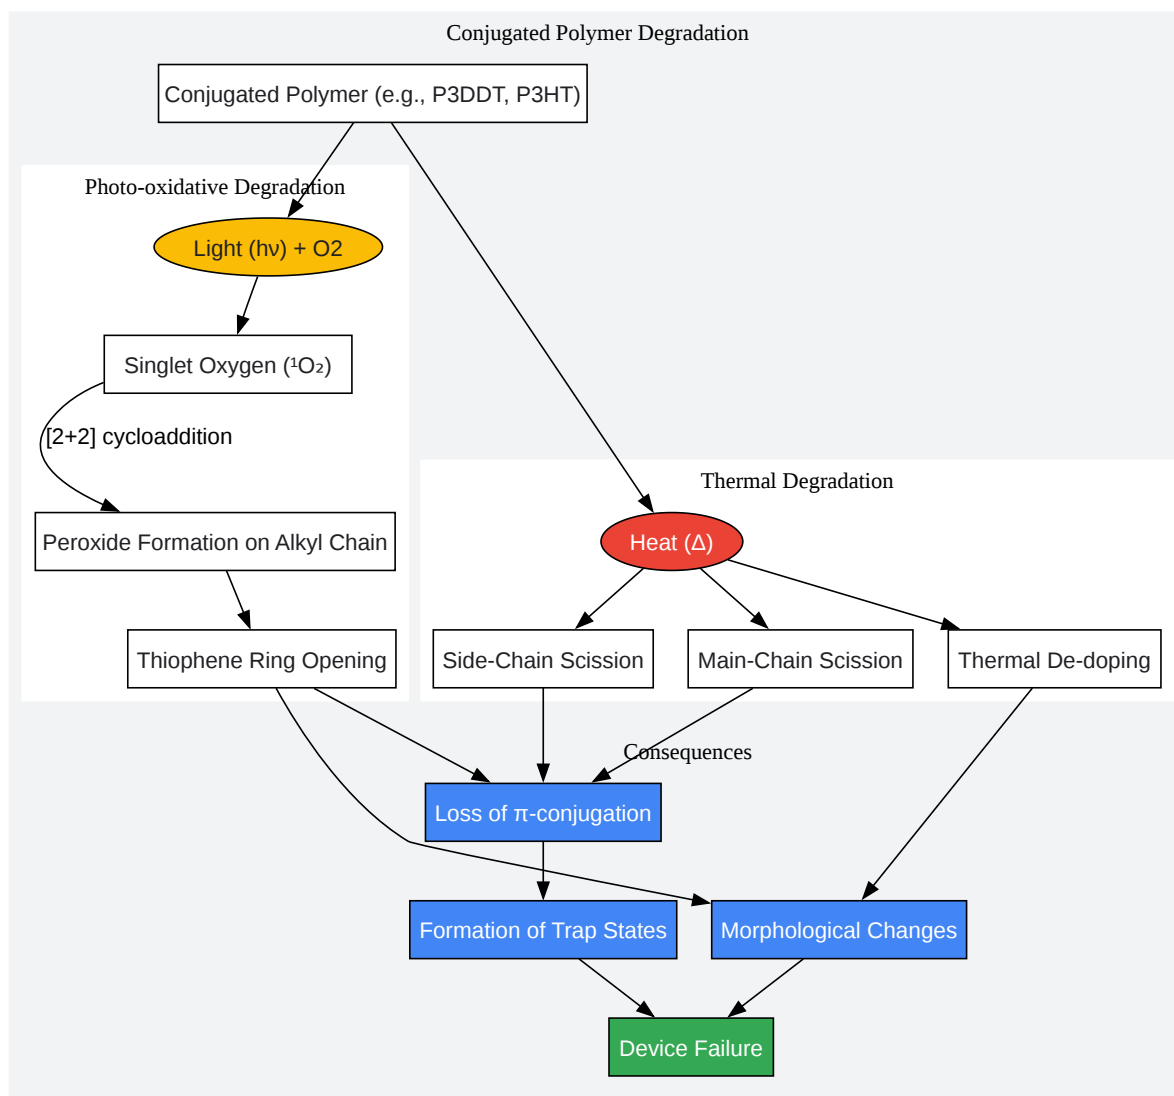 Conjugated Polymer Degradation
Conjugated Polymer (e.g., P3DDT, P3HT)
Photo-oxidative Degradation
Light (hν) + O2
Singlet Oxygen (¹O₂)
[2+2] cycloaddition
Peroxide Formation on Alkyl Chain
Thiophene Ring Opening
Thermal Degradation
Heat (Δ)
Side-Chain Scission
Main-Chain Scission
Thermal De-doping
Consequences
Loss of π-conjugation
Formation of Trap States
Morphological Changes
Device Failure